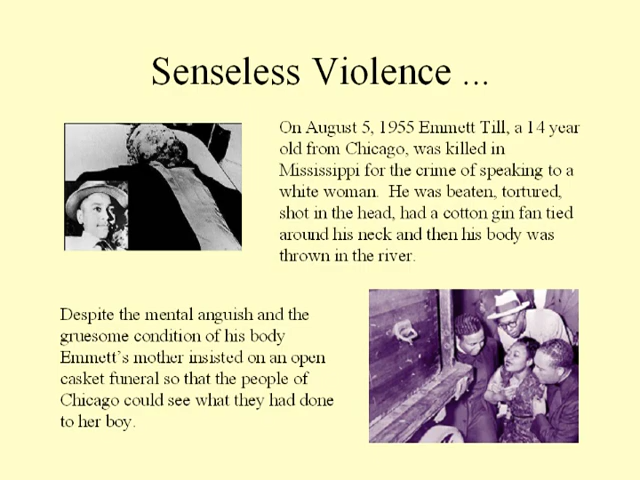 Senseless Violence ...
On August 5, 1955 Emmett Till, a 14 year
old from Chicago, was killed in
Mississippi for the crime of speaking to a
white woman.  He was beaten, tortured,
shot in the head, had a cotton gin fan tied
around his neck and then his body was
thrown in the river.
Despite the mental anguish and the
gruesome condition of his body
Emmett's mother insisted on an open
casket funeral so that the people of
Chicago could see what they had done
to her boy.